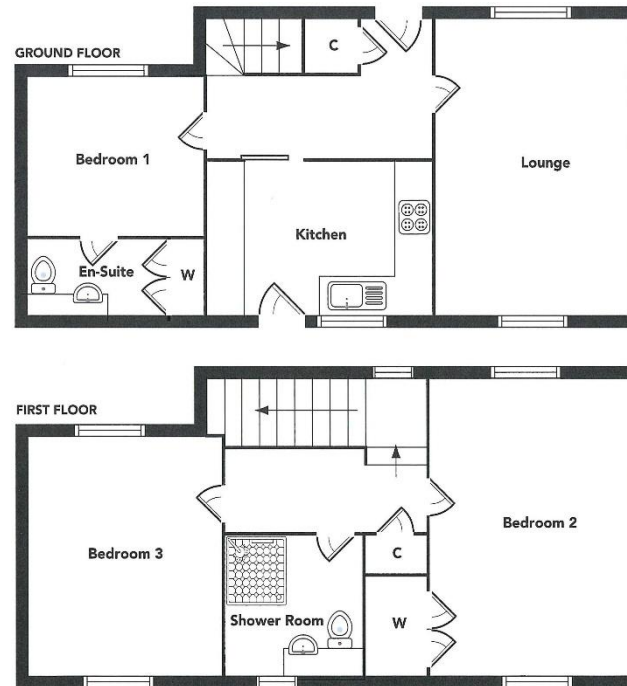 GROUND FLOOR
C
Bedroom 1
Lounge
Kitchen
En-Suite
W
FIRST FLOOR
Bedroom 2
Bedroom 3
C
Shower Room
W